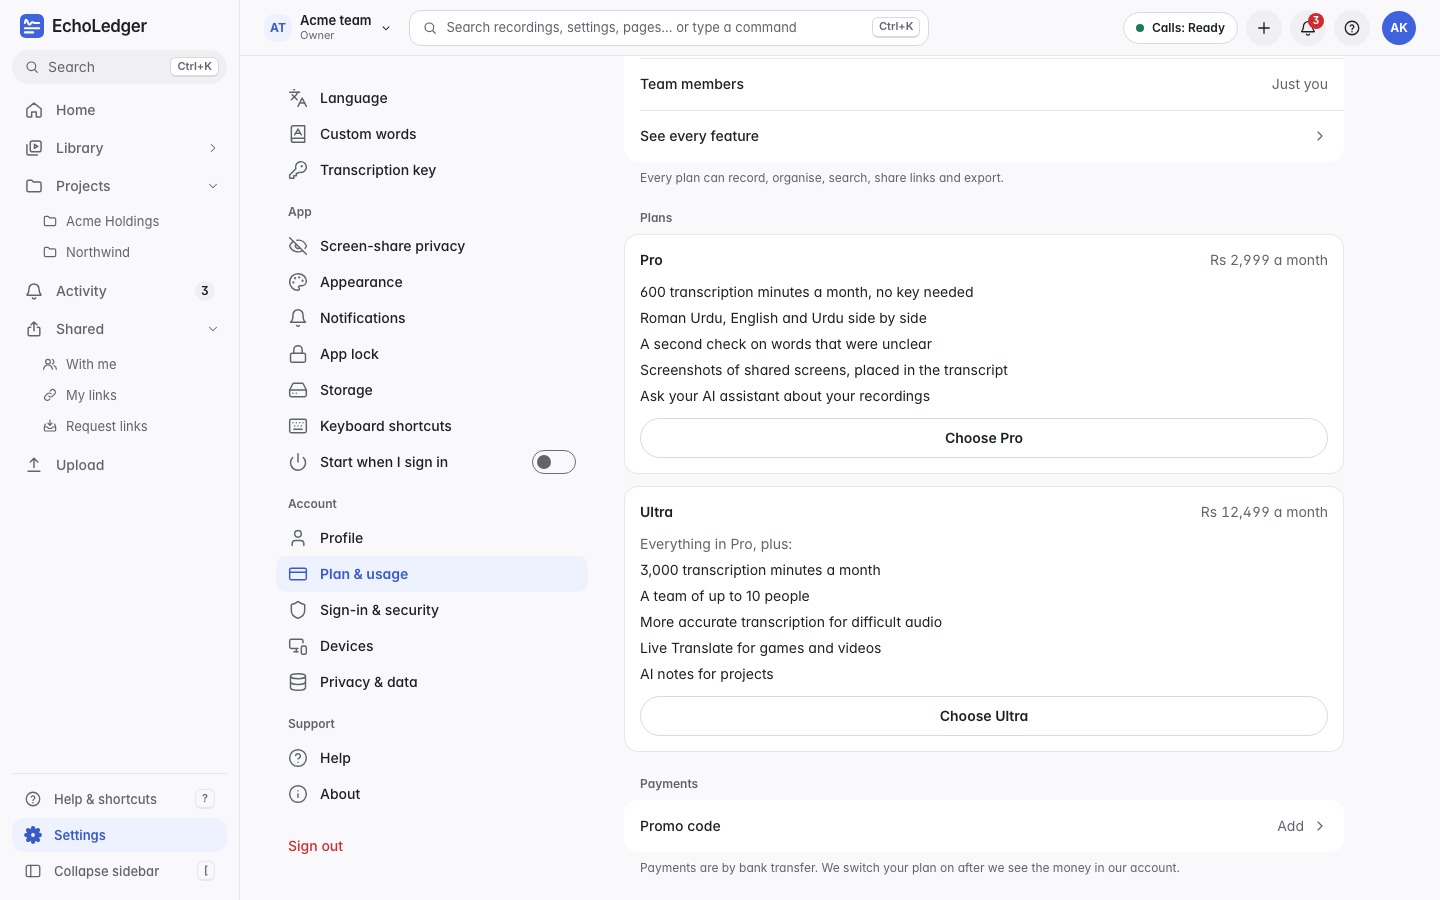 EchoLedger
Search Ctrl+K
Home
Library
Projects
Acme Holdings
Northwind
Activity 3
Shared
With me
My links
Request links
Upload
Help & shortcuts ?
Settings
Collapse sidebar [
AT Acme team
Owner
Search recordings, settings, pages... or type a command Ctrl+K
Calls: Ready
3
AK
Language
Custom words
Transcription key
App
Screen-share privacy
Appearance
Notifications
App lock
Storage
Keyboard shortcuts
Start when I sign in
Account
Profile
Plan & usage
Sign-in & security
Devices
Privacy & data
Support
Help
About
Sign out
Team members Just you
See every feature
Every plan can record, organise, search, share links and export.
Plans
Pro Rs 2,999 a month
600 transcription minutes a month, no key needed
Roman Urdu, English and Urdu side by side
A second check on words that were unclear
Screenshots of shared screens, placed in the transcript
Ask your AI assistant about your recordings
Choose Pro
Ultra Rs 12,499 a month
Everything in Pro, plus:
3,000 transcription minutes a month
A team of up to 10 people
More accurate transcription for difficult audio
Live Translate for games and videos
AI notes for projects
Choose Ultra
Payments
Promo code Add
Payments are by bank transfer. We switch your plan on after we see the money in our account.